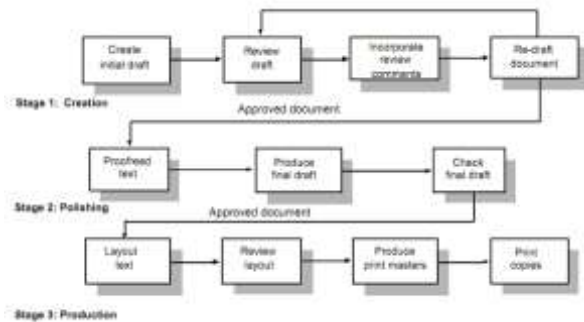 Create
initial draft
Review
draft
Incorporate
review
comments
Re-draft
document
Stage 1: Creation
Approved document
Proofread
text
Produce
final draft
Check
final draft
Stage 2: Polishing
Approved document
Layout
text
Review
layout
Produce
print masters
Print
copies
Stage 3: Production